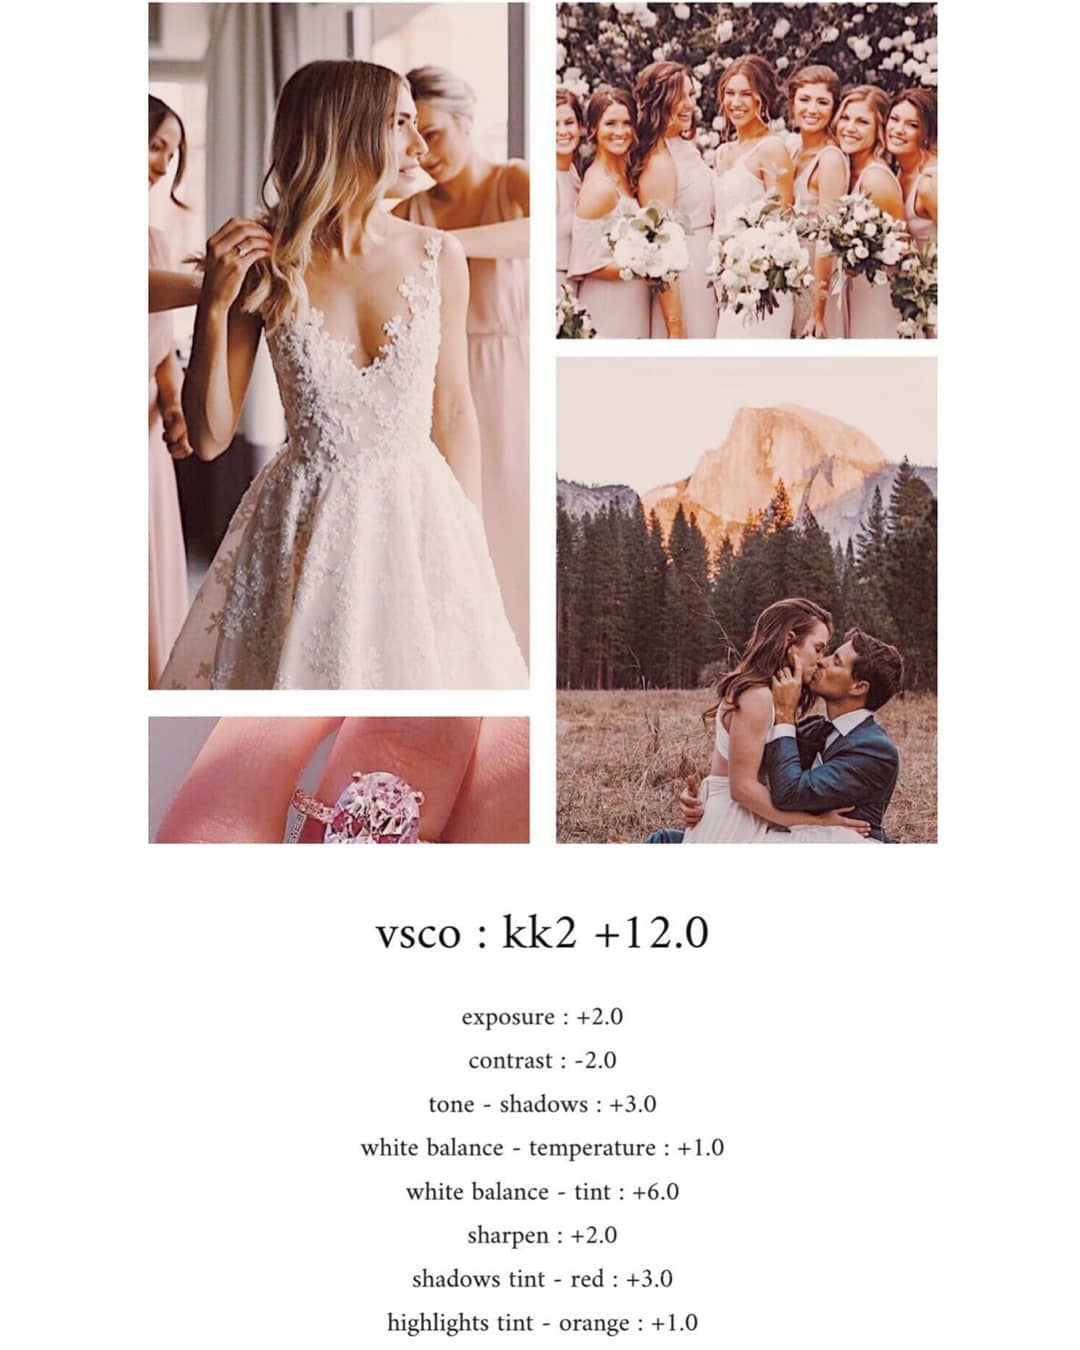 vsco : kk2 +12.0
exposure : +2.0
contrast : -2.0
tone - shadows : +3.0
white balance - temperature : +1.0
white balance - tint : +6.0
sharpen : +2.0
shadows tint - red : +3.0
highlights tint - orange : +1.0